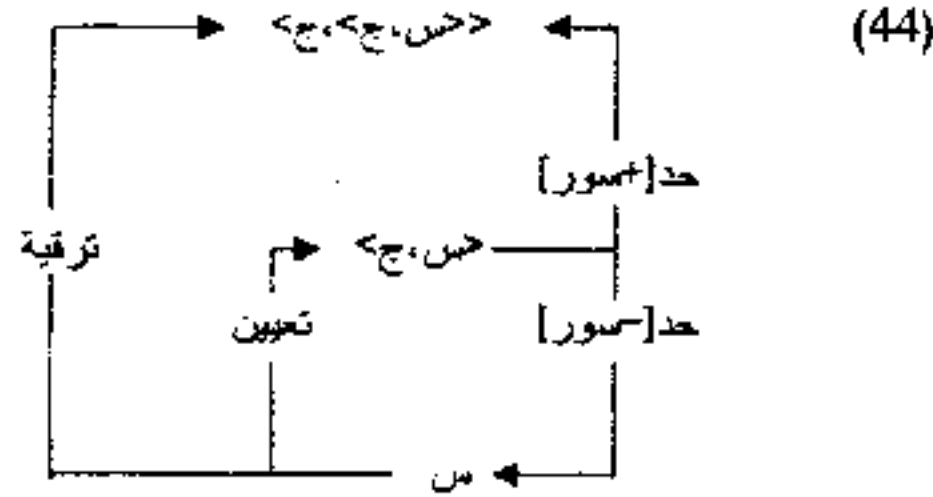 (44)
<<س،ج>،ج>
حد[+سور]
ترقية
<س،ج>
حد[–سور]
تعيين
س